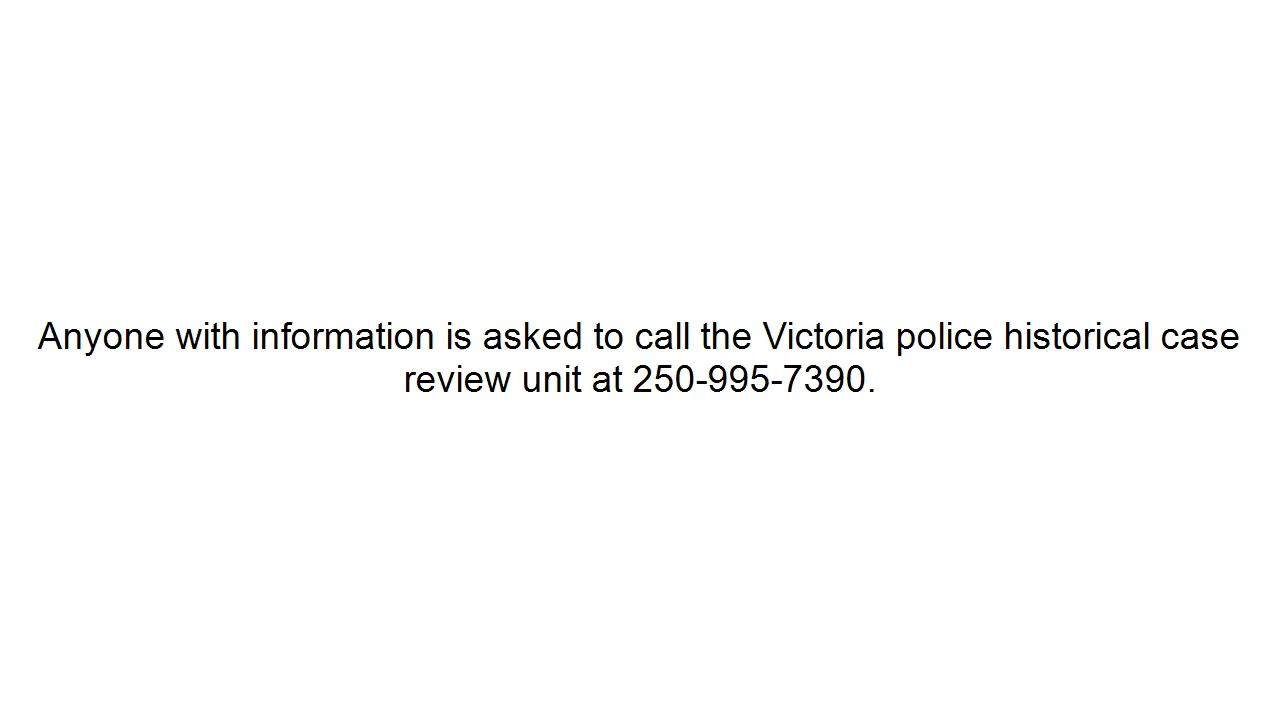 Anyone with information is asked to call the Victoria police historical case
review unit at 250-995-7390.